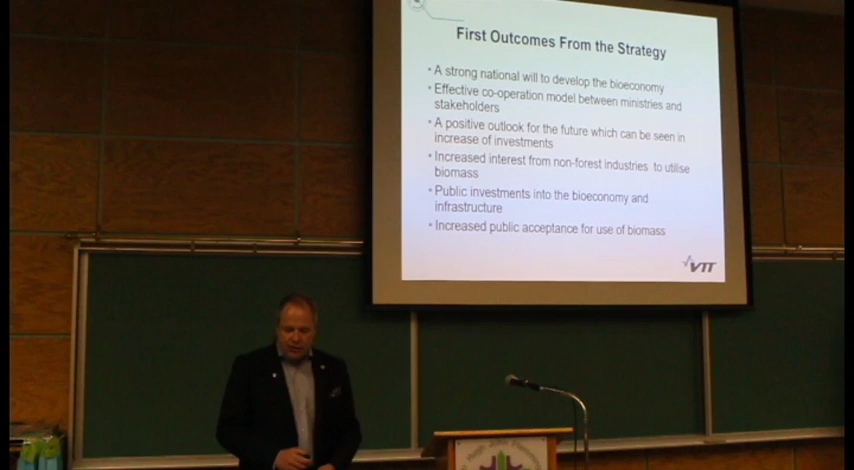 First Outcomes From the Strategy
• A strong national will to develop the bioeconomy
• Effective co-operation model between ministries and
stakeholders
• A positive outlook for the future which can be seen in
increase of investments
• Increased interest from non-forest industries to utilise
biomass
• Public investments into the bioeconomy and
infrastructure
• Increased public acceptance for use of biomass
VTT
Hugh John